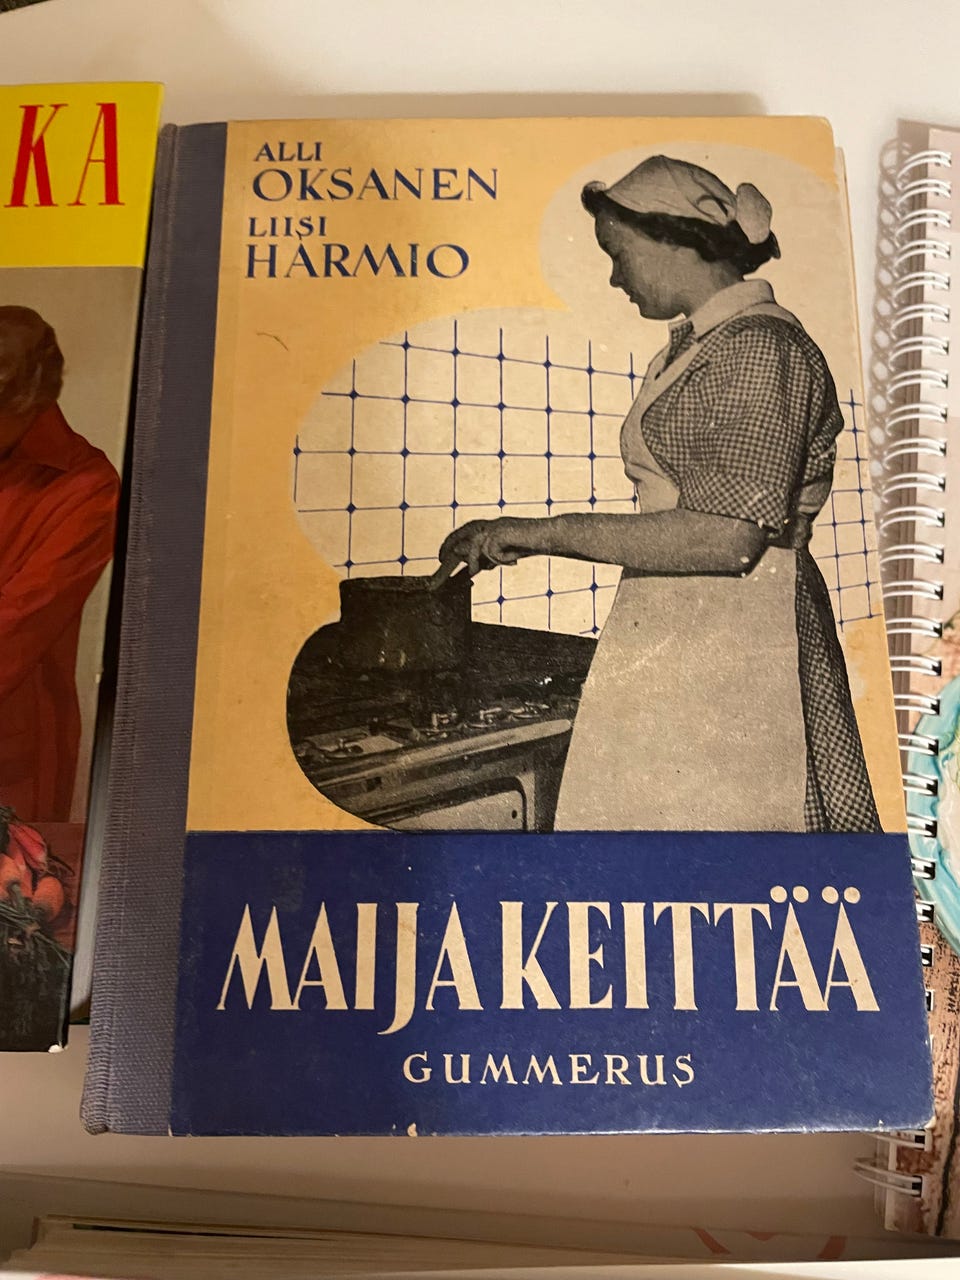 KA
ALLI
OKSANEN
LIISI
HARMIO
MAIJA KEITTÄÄ
GUMMERUS